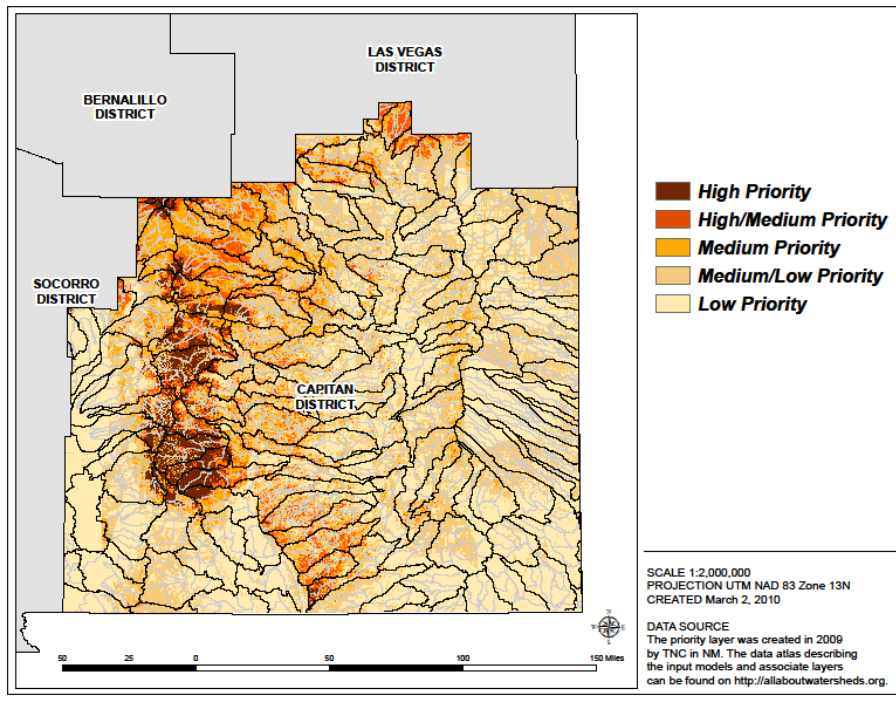 LAS VEGAS
DISTRICT
BERNALILLO
DISTRICT
SOCORRO
DISTRICT
CAPITAN
DISTRICT
High Priority
High/Medium Priority
Medium Priority
Medium/Low Priority
Low Priority
SCALE 1:2,000,000
PROJECTION UTM NAD 83 Zone 13N
CREATED March 2, 2010
DATA SOURCE
The priority layer was created in 2009
by TNC in NM. The data atlas describing
the input models and associate layers
can be found on http://allaboutwatersheds.org.
N
W E
S
50 25 0 50 100 150 Miles